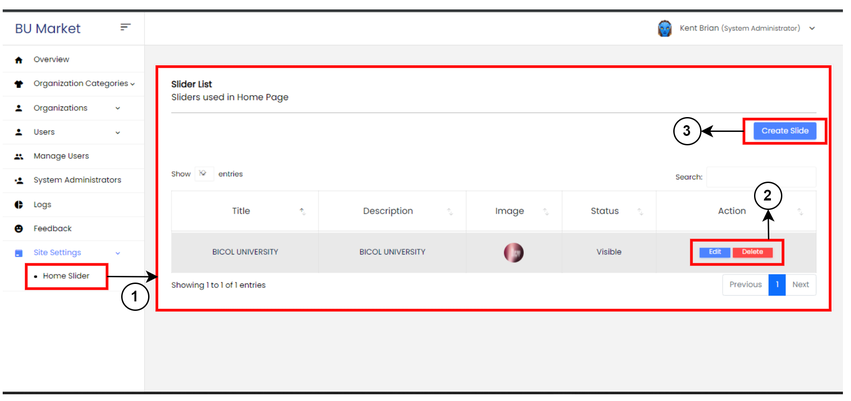 BU Market
Kent Brian (System Administrator)
Overview
Organization Categories
Organizations
Users
Manage Users
System Administrators
Logs
Feedback
Site Settings
Home Slider
1
Slider List
Sliders used in Home Page
3
Create Slide
Show 10 entries
Search:
2
Title Description Image Status Action
BICOL UNIVERSITY BICOL UNIVERSITY Visible Edit Delete
Showing 1 to 1 of 1 entries
Previous 1 Next